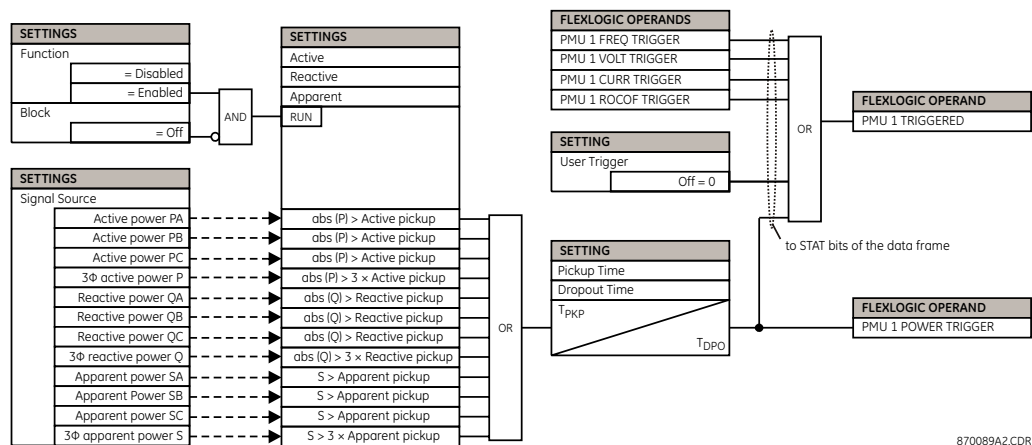 SETTINGS
Function
= Disabled
= Enabled
Block
= Off
AND
SETTINGS
Active
Reactive
Apparent
RUN
SETTINGS
Signal Source
Active power PA
Active power PB
Active power PC
3Φ active power P
Reactive power QA
Reactive power QB
Reactive power QC
3Φ reactive power Q
Apparent power SA
Apparent Power SB
Apparent power SC
3Φ apparent power S
abs (P) > Active pickup
abs (P) > Active pickup
abs (P) > Active pickup
abs (P) > 3 × Active pickup
abs (Q) > Reactive pickup
abs (Q) > Reactive pickup
abs (Q) > Reactive pickup
abs (Q) > 3 × Reactive pickup
S > Apparent pickup
S > Apparent pickup
S > Apparent pickup
S > 3 × Apparent pickup
OR
FLEXLOGIC OPERANDS
PMU 1 FREQ TRIGGER
PMU 1 VOLT TRIGGER
PMU 1 CURR TRIGGER
PMU 1 ROCOF TRIGGER
SETTING
User Trigger
Off = 0
OR
FLEXLOGIC OPERAND
PMU 1 TRIGGERED
to STAT bits of the data frame
SETTING
Pickup Time
Dropout Time
TPKP
TDPO
FLEXLOGIC OPERAND
PMU 1 POWER TRIGGER
870089A2.CDR